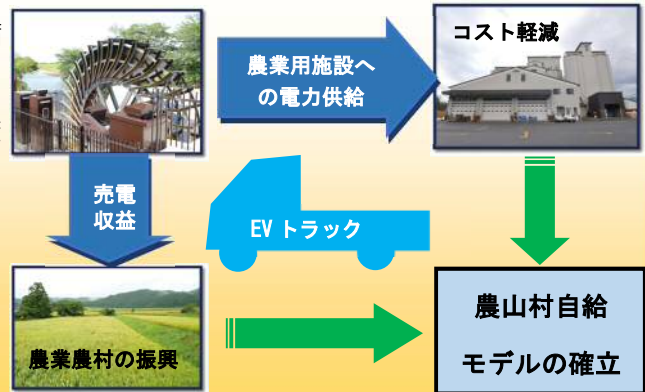 コスト軽減
農業用施設へ
の電力供給
売電
収益
EVトラック
農業農村の振興
農山村自給
モデルの確立